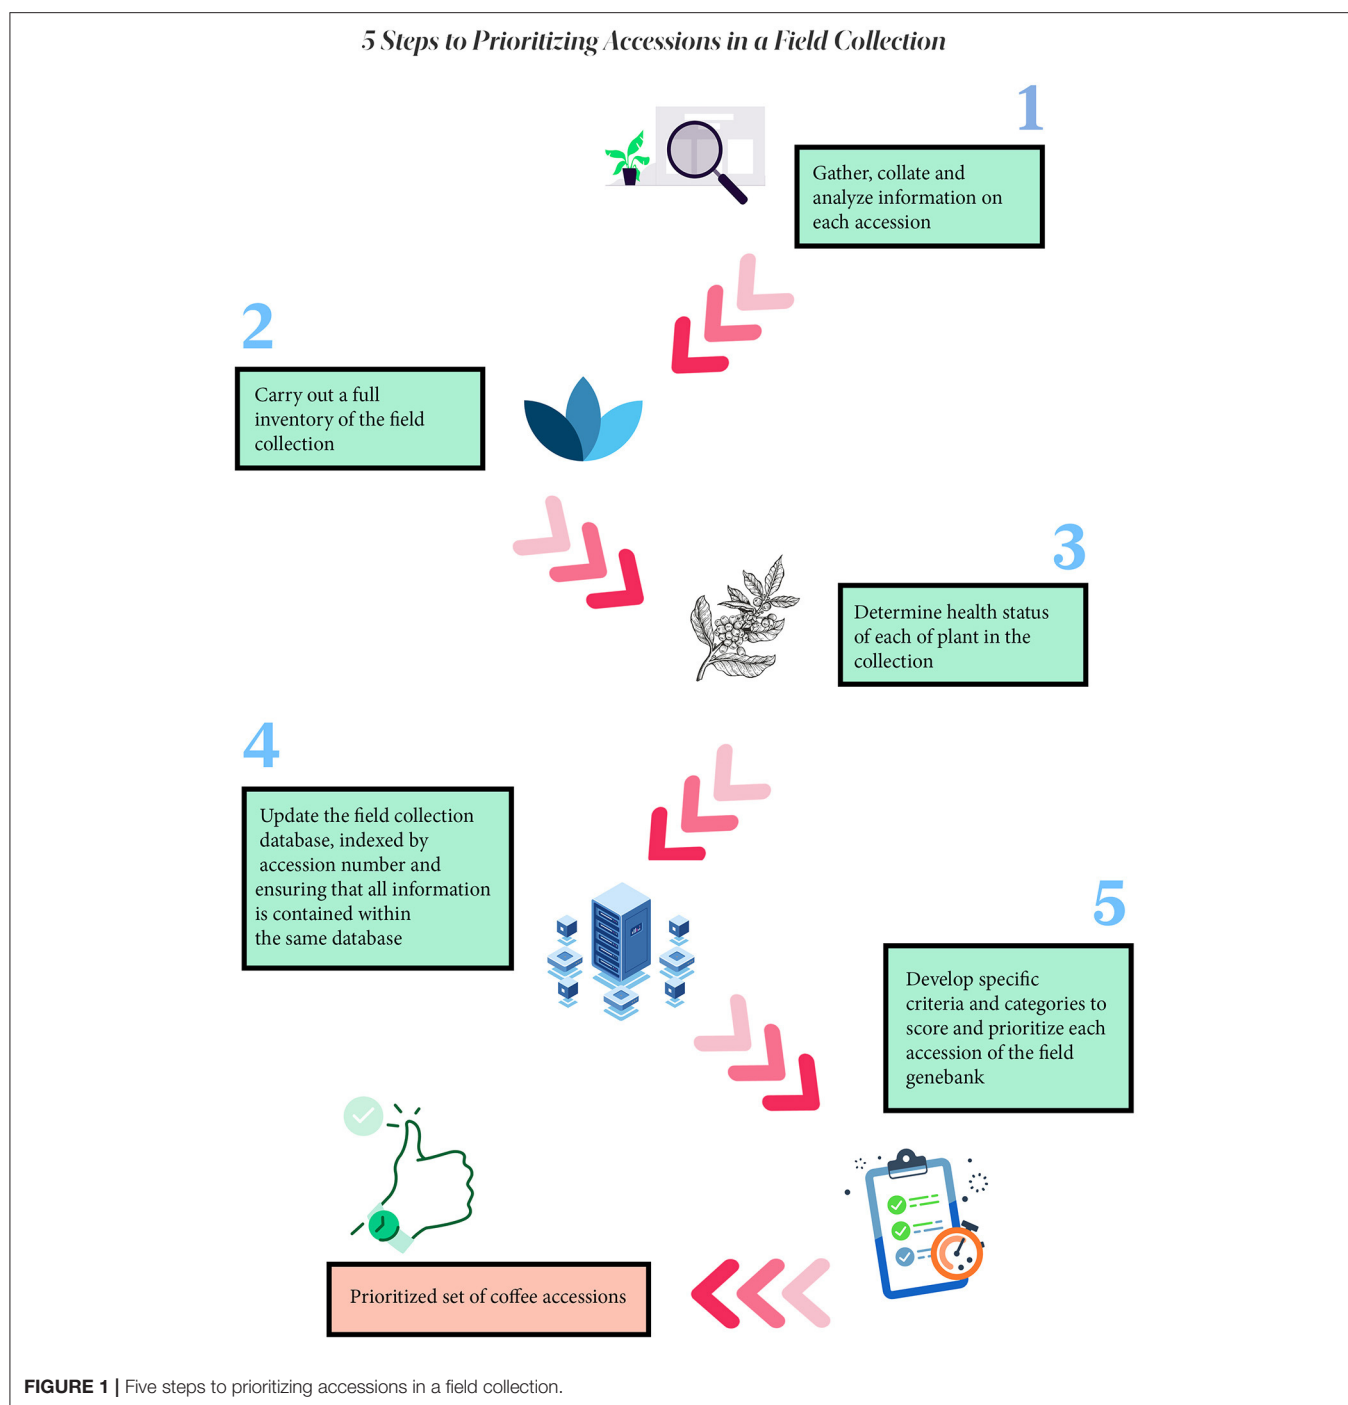 5 Steps to Prioritizing Accessions in a Field Collection
1
Gather, collate and
analyze information on
each accession
2
Carry out a full
inventory of the field
collection
3
Determine health status
of each of plant in the
collection
4
Update the field collection
database, indexed by
accession number and
ensuring that all information
is contained within
the same database
5
Develop specific
criteria and categories to
score and prioritize each
accession of the field
genebank
Prioritized set of coffee accessions
FIGURE 1 | Five steps to prioritizing accessions in a field collection.